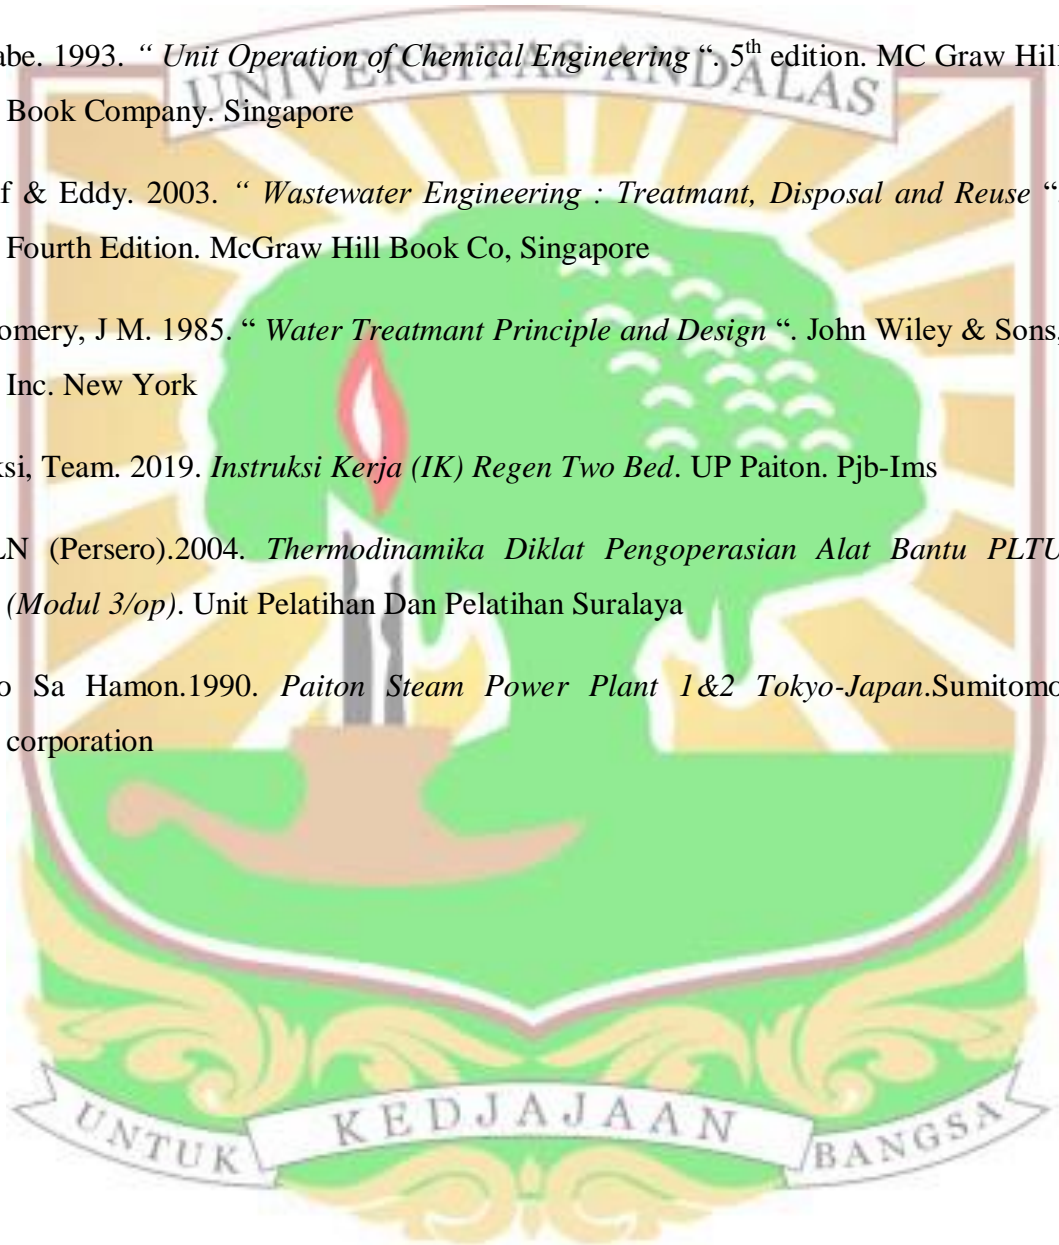 abe. 1993. “ Unit Operation of Chemical Engineering “. 5th edition. MC Graw Hill
Book Company. Singapore
f & Eddy. 2003. “ Wastewater Engineering : Treatmant, Disposal and Reuse “.
Fourth Edition. McGraw Hill Book Co, Singapore
omery, J M. 1985. “ Water Treatmant Principle and Design “. John Wiley & Sons,
Inc. New York
ksi, Team. 2019. Instruksi Kerja (IK) Regen Two Bed. UP Paiton. Pjb-Ims
LN (Persero).2004. Thermodinamika Diklat Pengoperasian Alat Bantu PLTU
(Modul 3/op). Unit Pelatihan Dan Pelatihan Suralaya
o Sa Hamon.1990. Paiton Steam Power Plant 1&2 Tokyo-Japan.Sumitomo
corporation
UNIVERSITAS ANDALAS
UNTUK KEDJAJAAN BANGSA